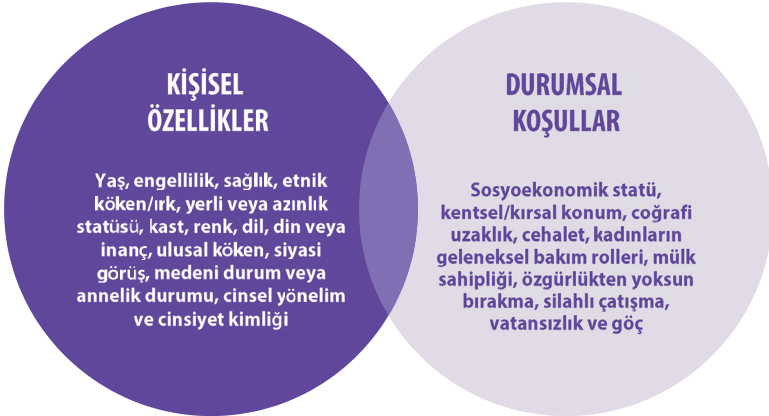 KİŞİSEL
ÖZELLİKLER
Yaş, engellilik, sağlık, etnik
köken/ırk, yerli veya azınlık
statüsü, kast, renk, dil, din veya
inanç, ulusal köken, siyasi
görüş, medeni durum veya
annelik durumu, cinsel yönelim
ve cinsiyet kimliği
DURUMSAL
KOŞULLAR
Sosyoekonomik statü,
kentsel/kırsal konum, coğrafi
uzaklık, cehalet, kadınların
geleneksel bakım rolleri, mülk
sahipliği, özgürlükten yoksun
bırakma, silahlı çatışma,
vatansızlık ve göç